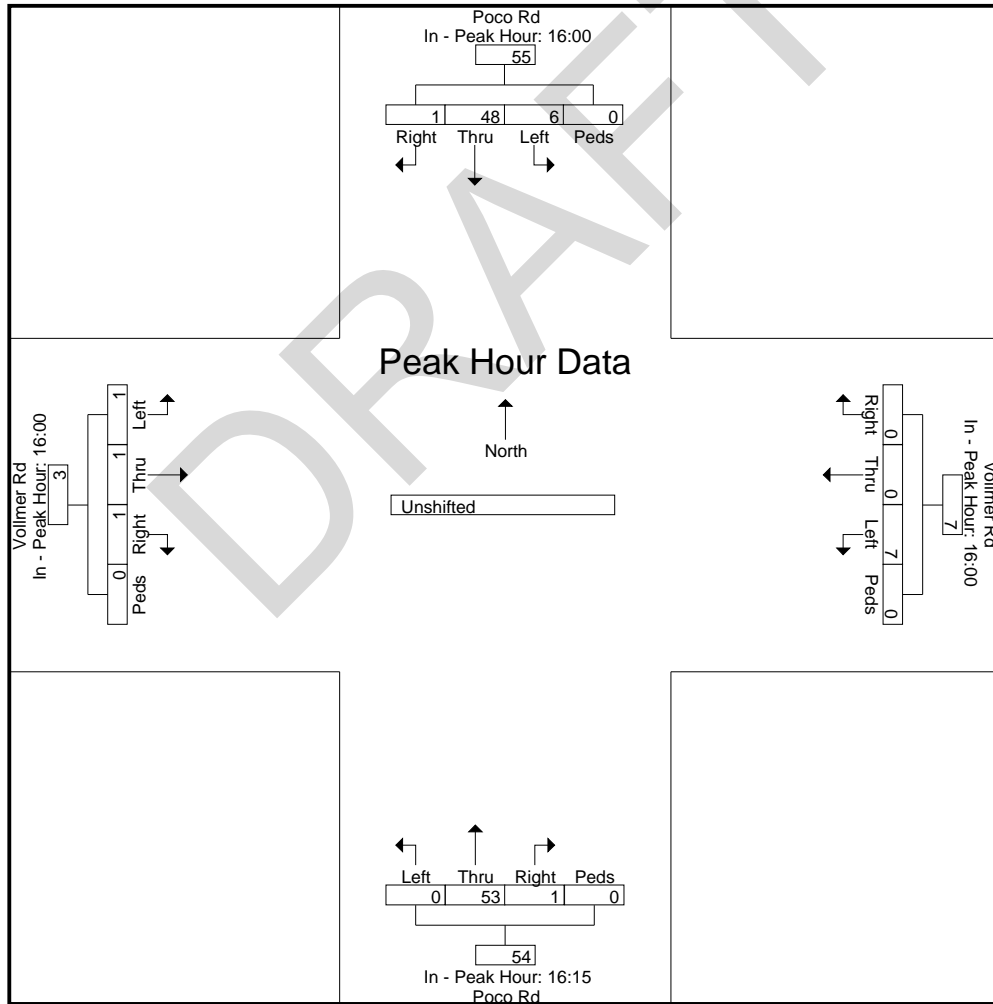 Poco Rd
In - Peak Hour: 16:00
55
1 48 6 0
Right Thru Left Peds
DRAFT
Peak Hour Data
North
Unshifted
Vollmer Rd
In - Peak Hour: 16:00
3
1 1 1 0
Left Thru Right Peds
Vollmer Rd
In - Peak Hour: 16:00
7
0 0 7 0
Right Thru Left Peds
Left Thru Right Peds
0 53 1 0
54
In - Peak Hour: 16:15
Poco Rd